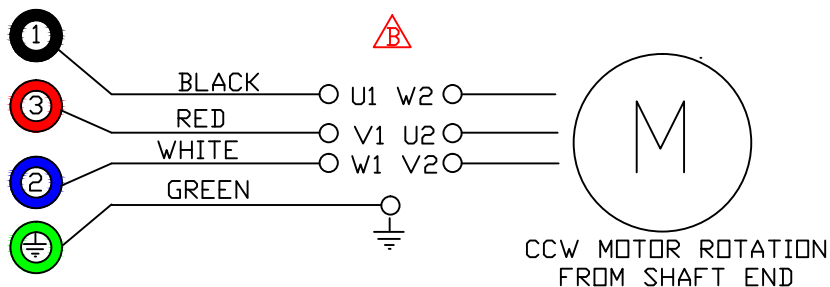 1
B
BLACK
U1 W2
3
RED
V1 U2
WHITE
2
W1 V2
GREEN
M
CCW MOTOR ROTATION
FROM SHAFT END